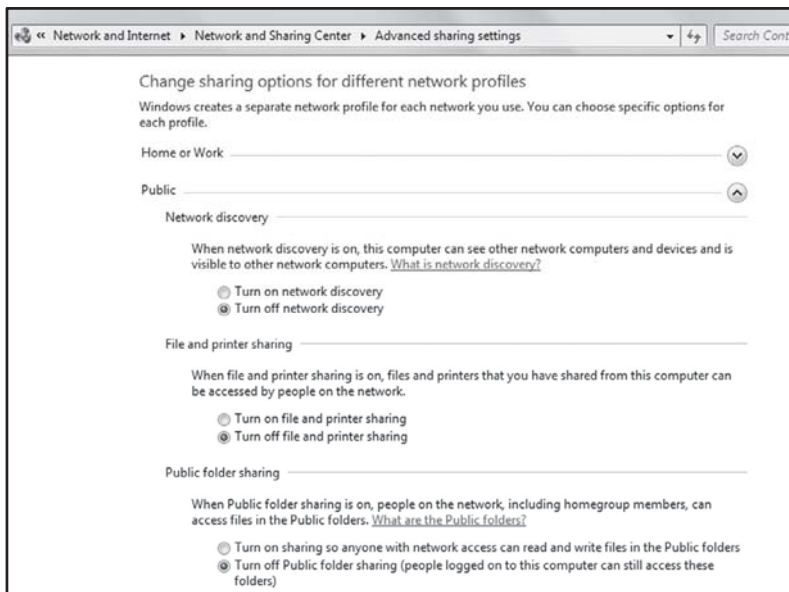 « Network and Internet ▸ Network and Sharing Center ▸ Advanced sharing settings
Search Cont
Change sharing options for different network profiles
Windows creates a separate network profile for each network you use. You can choose specific options for
each profile.
Home or Work
Public
Network discovery
When network discovery is on, this computer can see other network computers and devices and is
visible to other network computers. What is network discovery?
Turn on network discovery
Turn off network discovery
File and printer sharing
When file and printer sharing is on, files and printers that you have shared from this computer can
be accessed by people on the network.
Turn on file and printer sharing
Turn off file and printer sharing
Public folder sharing
When Public folder sharing is on, people on the network, including homegroup members, can
access files in the Public folders. What are the Public folders?
Turn on sharing so anyone with network access can read and write files in the Public folders
Turn off Public folder sharing (people logged on to this computer can still access these
folders)